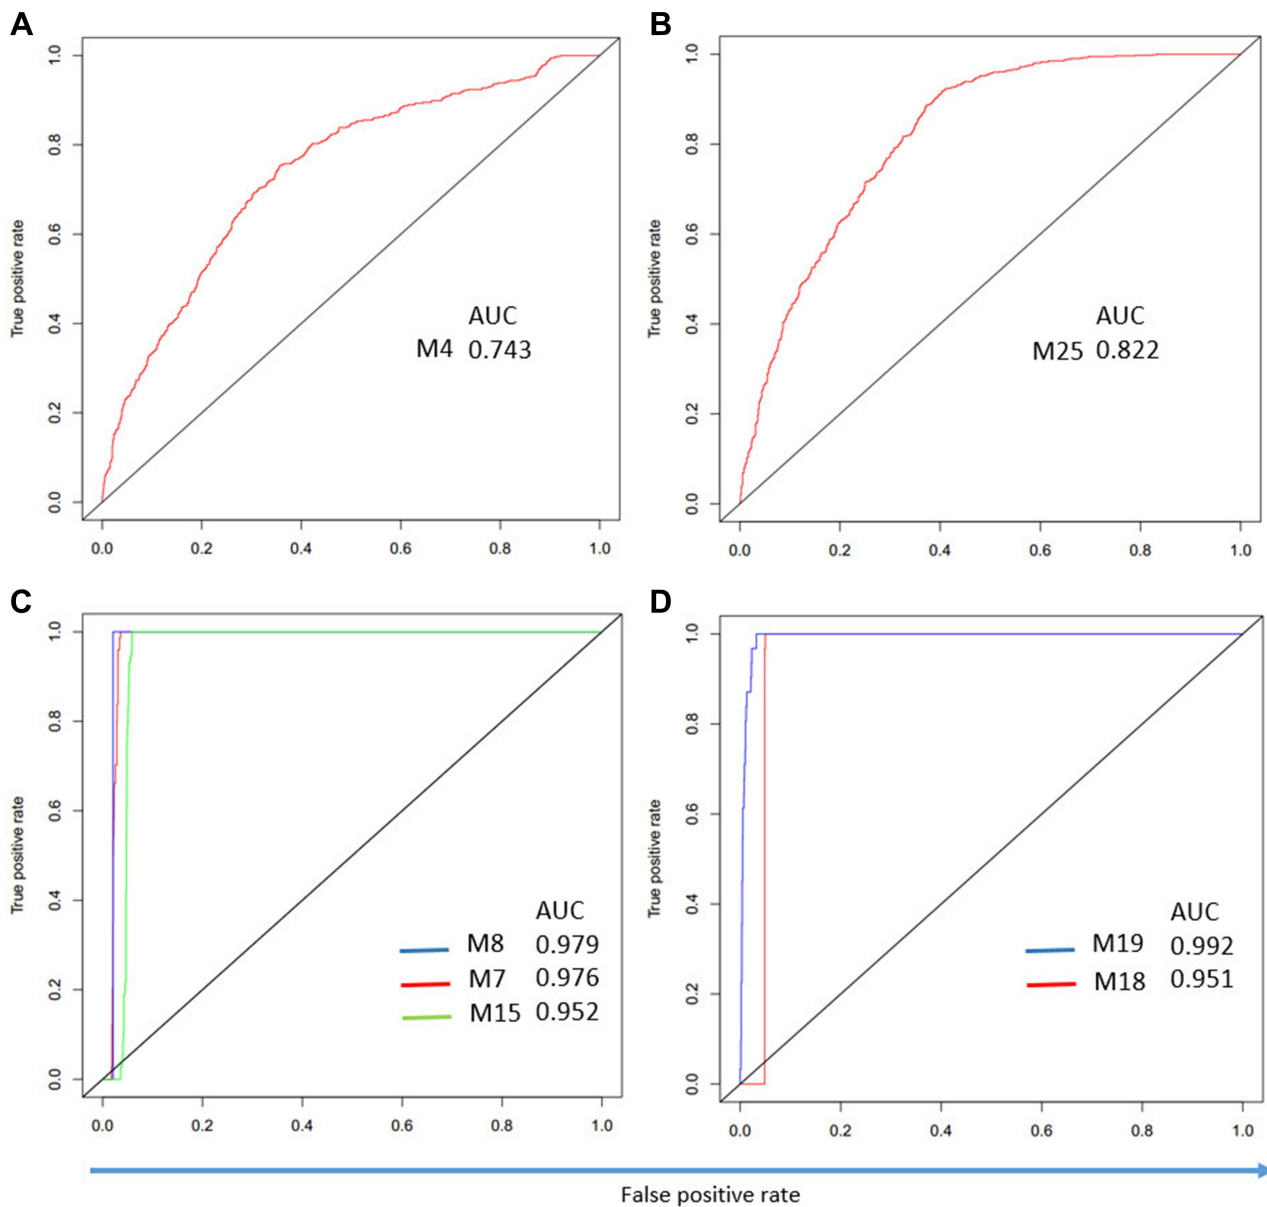 A
B
1.0
0.8
0.6
0.4
0.2
0.0
True positive rate
AUC
M4 0.743
0.0 0.2 0.4 0.6 0.8 1.0
1.0
0.8
0.6
0.4
0.2
0.0
True positive rate
AUC
M25 0.822
0.0 0.2 0.4 0.6 0.8 1.0
C
D
1.0
0.8
0.6
0.4
0.2
0.0
True positive rate
AUC
M8 0.979
M7 0.976
M15 0.952
0.0 0.2 0.4 0.6 0.8 1.0
1.0
0.8
0.6
0.4
0.2
0.0
True positive rate
AUC
M19 0.992
M18 0.951
0.0 0.2 0.4 0.6 0.8 1.0
False positive rate